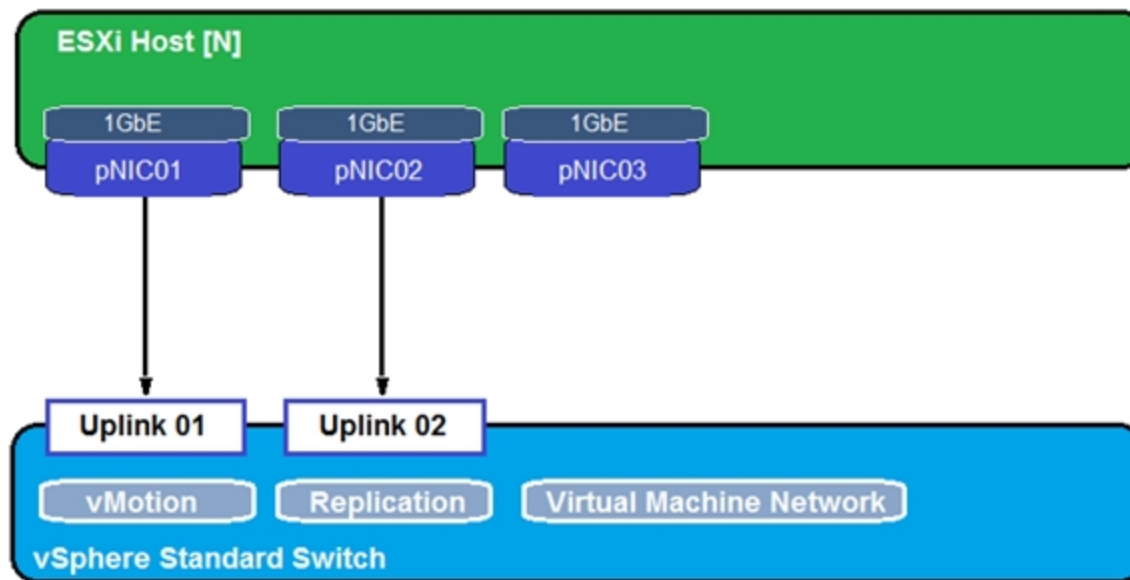 ESXi Host [N]
1GbE 1GbE 1GbE
pNIC01 pNIC02 pNIC03
Uplink 01 Uplink 02
vMotion Replication Virtual Machine Network
vSphere Standard Switch